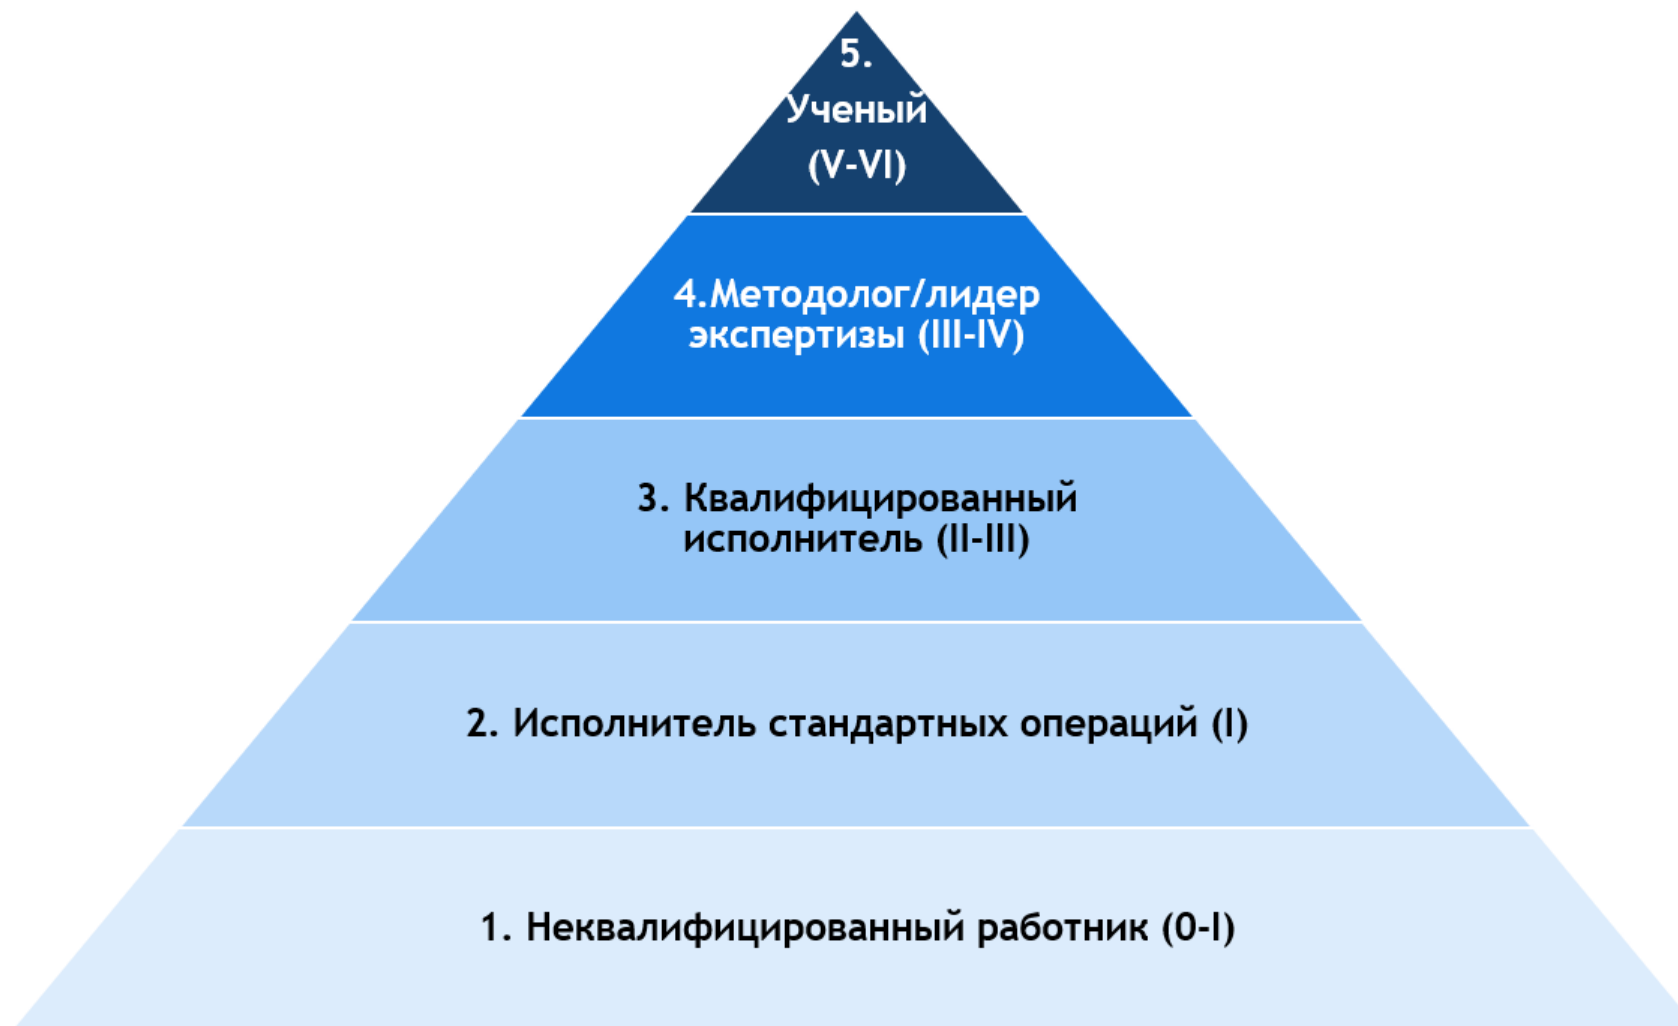 5.
Ученый
(V-VI)
4.Методолог/лидер
экспертизы (III-IV)
3. Квалифицированный
исполнитель (II-III)
2. Исполнитель стандартных операций (I)
1. Неквалифицированный работник (0-I)